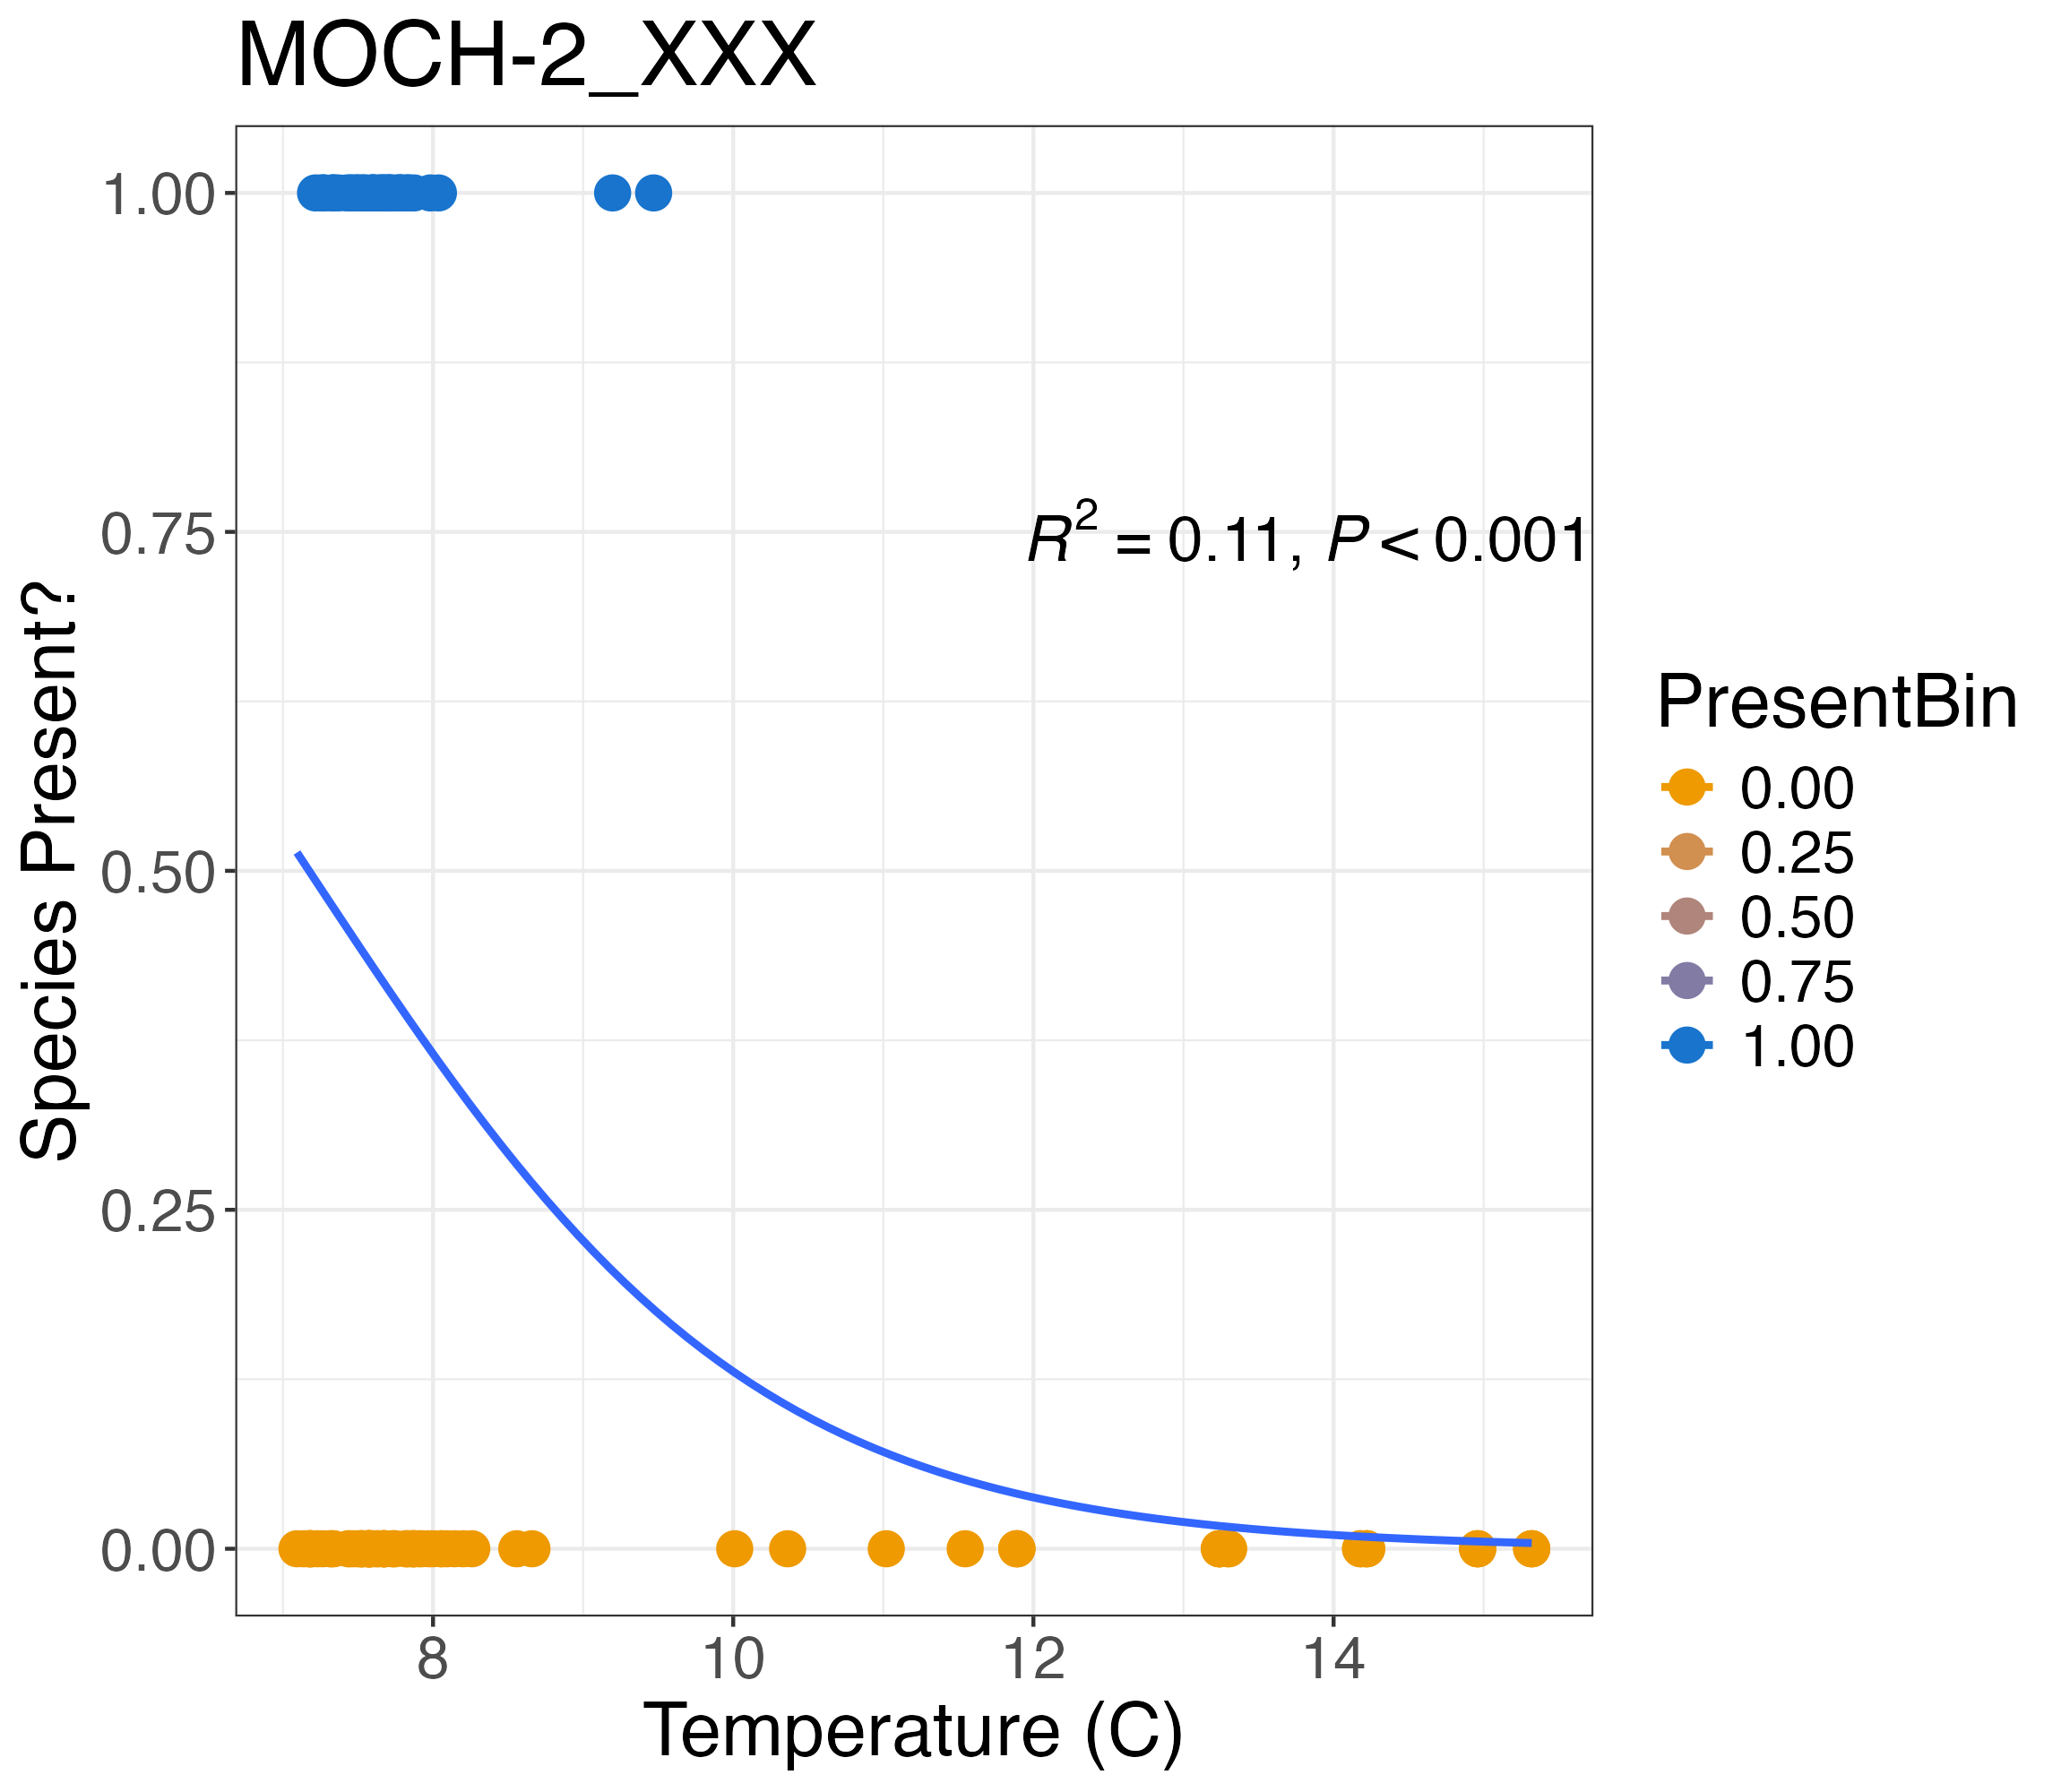 MOCH-2_XXX
1.00
0.75
0.50
0.25
0.00
Species Present?
R² = 0.11, P < 0.001
8 10 12 14
Temperature (C)
PresentBin
0.00
0.25
0.50
0.75
1.00